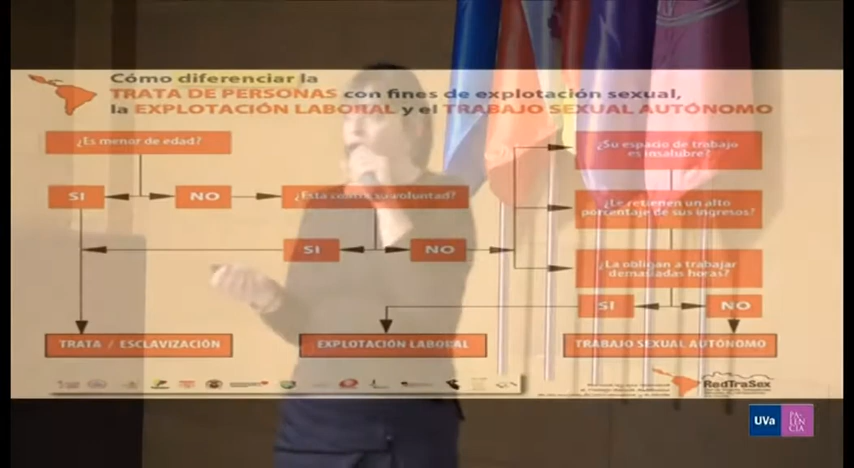 Cómo diferenciar la
TRATA DE PERSONAS con fines de explotación sexual,
la EXPLOTACIÓN LABORAL y el TRABAJO SEXUAL AUTÓNOMO
¿Es menor de edad?
SI
NO
¿Está contra su voluntad?
SI
NO
¿Su espacio de trabajo
es insalubre?
¿Le retienen un alto
porcentaje de sus ingresos?
¿La obligan a trabajar
demasiadas horas?
SI
NO
TRATA / ESCLAVIZACIÓN
EXPLOTACIÓN LABORAL
TRABAJO SEXUAL AUTÓNOMO
RedTraSex
UVa
PA-
LEN
CIA